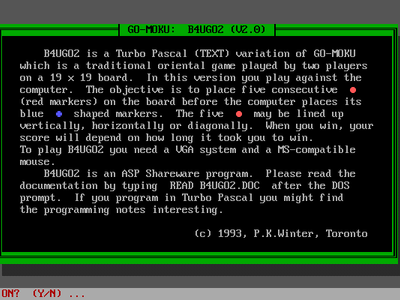 GO-MOKU: B4UGO2 (V2.0)
B4UGO2 is a Turbo Pascal (TEXT) variation of GO-MOKU
which is a traditional oriental game played by two players
on a 19 x 19 board. In this version you play against the
computer. The objective is to place five consecutive
(red markers) on the board before the computer places its
blue shaped markers. The five may be lined up
vertically, horizontally or diagonally. When you win, your
score will depend on how long it took you to win.
To play B4UGO2 you need a VGA system and a MS-compatible
mouse.
B4UGO2 is an ASP Shareware program. Please read the
documentation by typing READ B4UGO2.DOC after the DOS
prompt. If you program in Turbo Pascal you might find
the programming notes interesting.
(c) 1993, P.K.Winter, Toronto
ON? (Y/N) ...